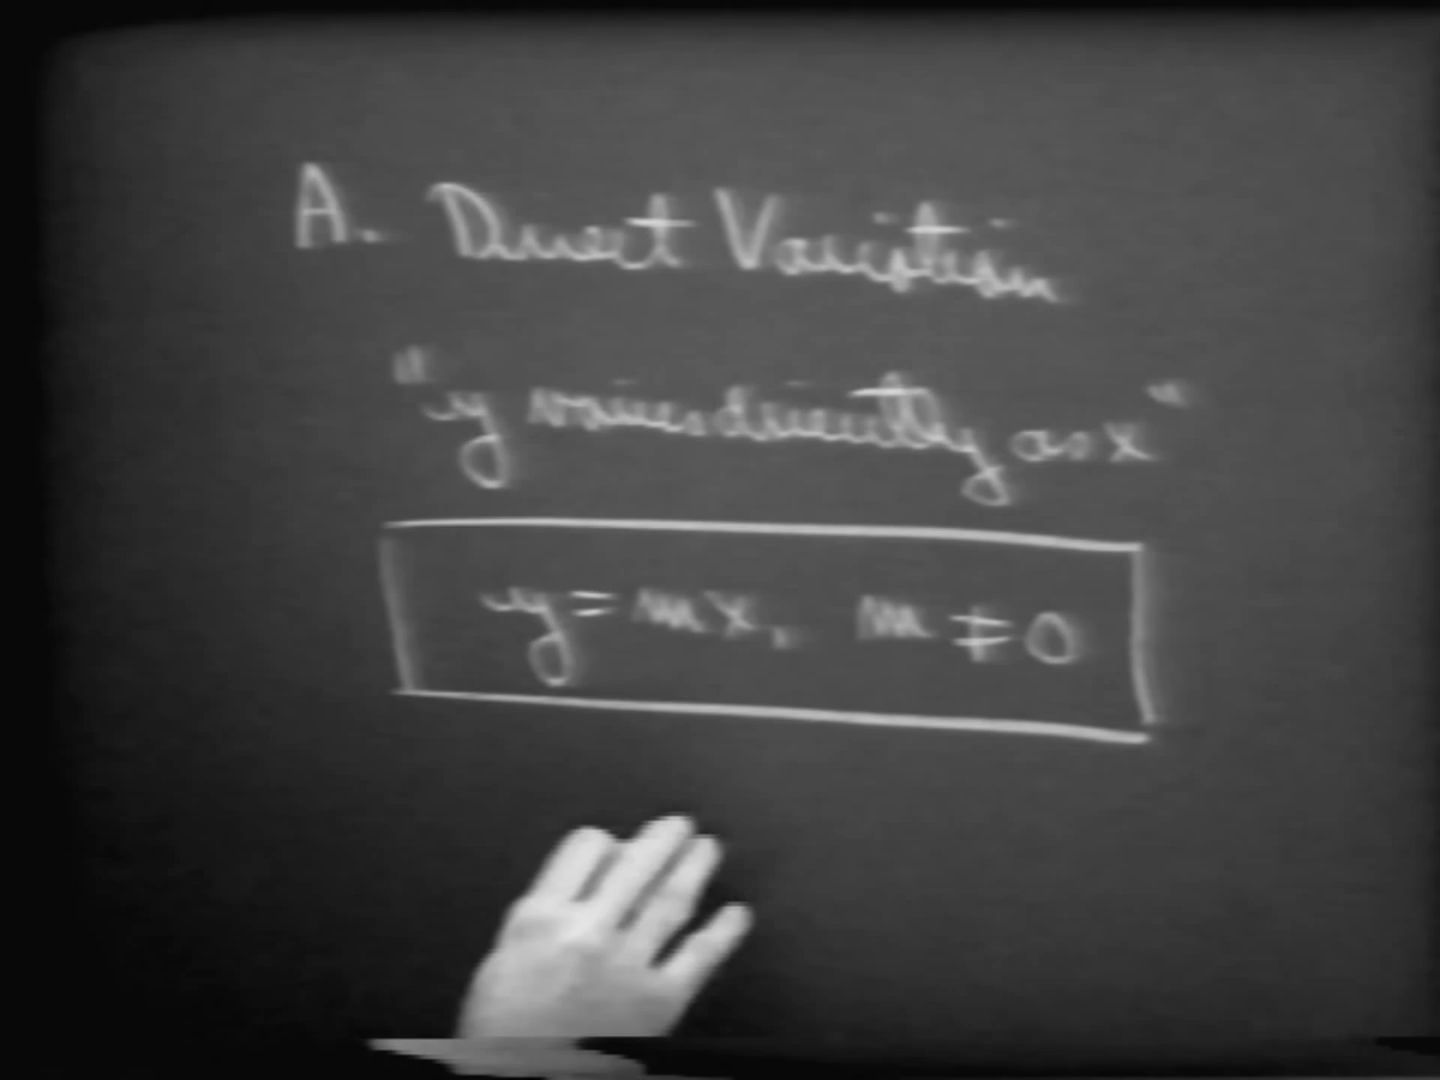 A. Direct Variation
"y varies directly as x"
y = mx, m ≠ 0